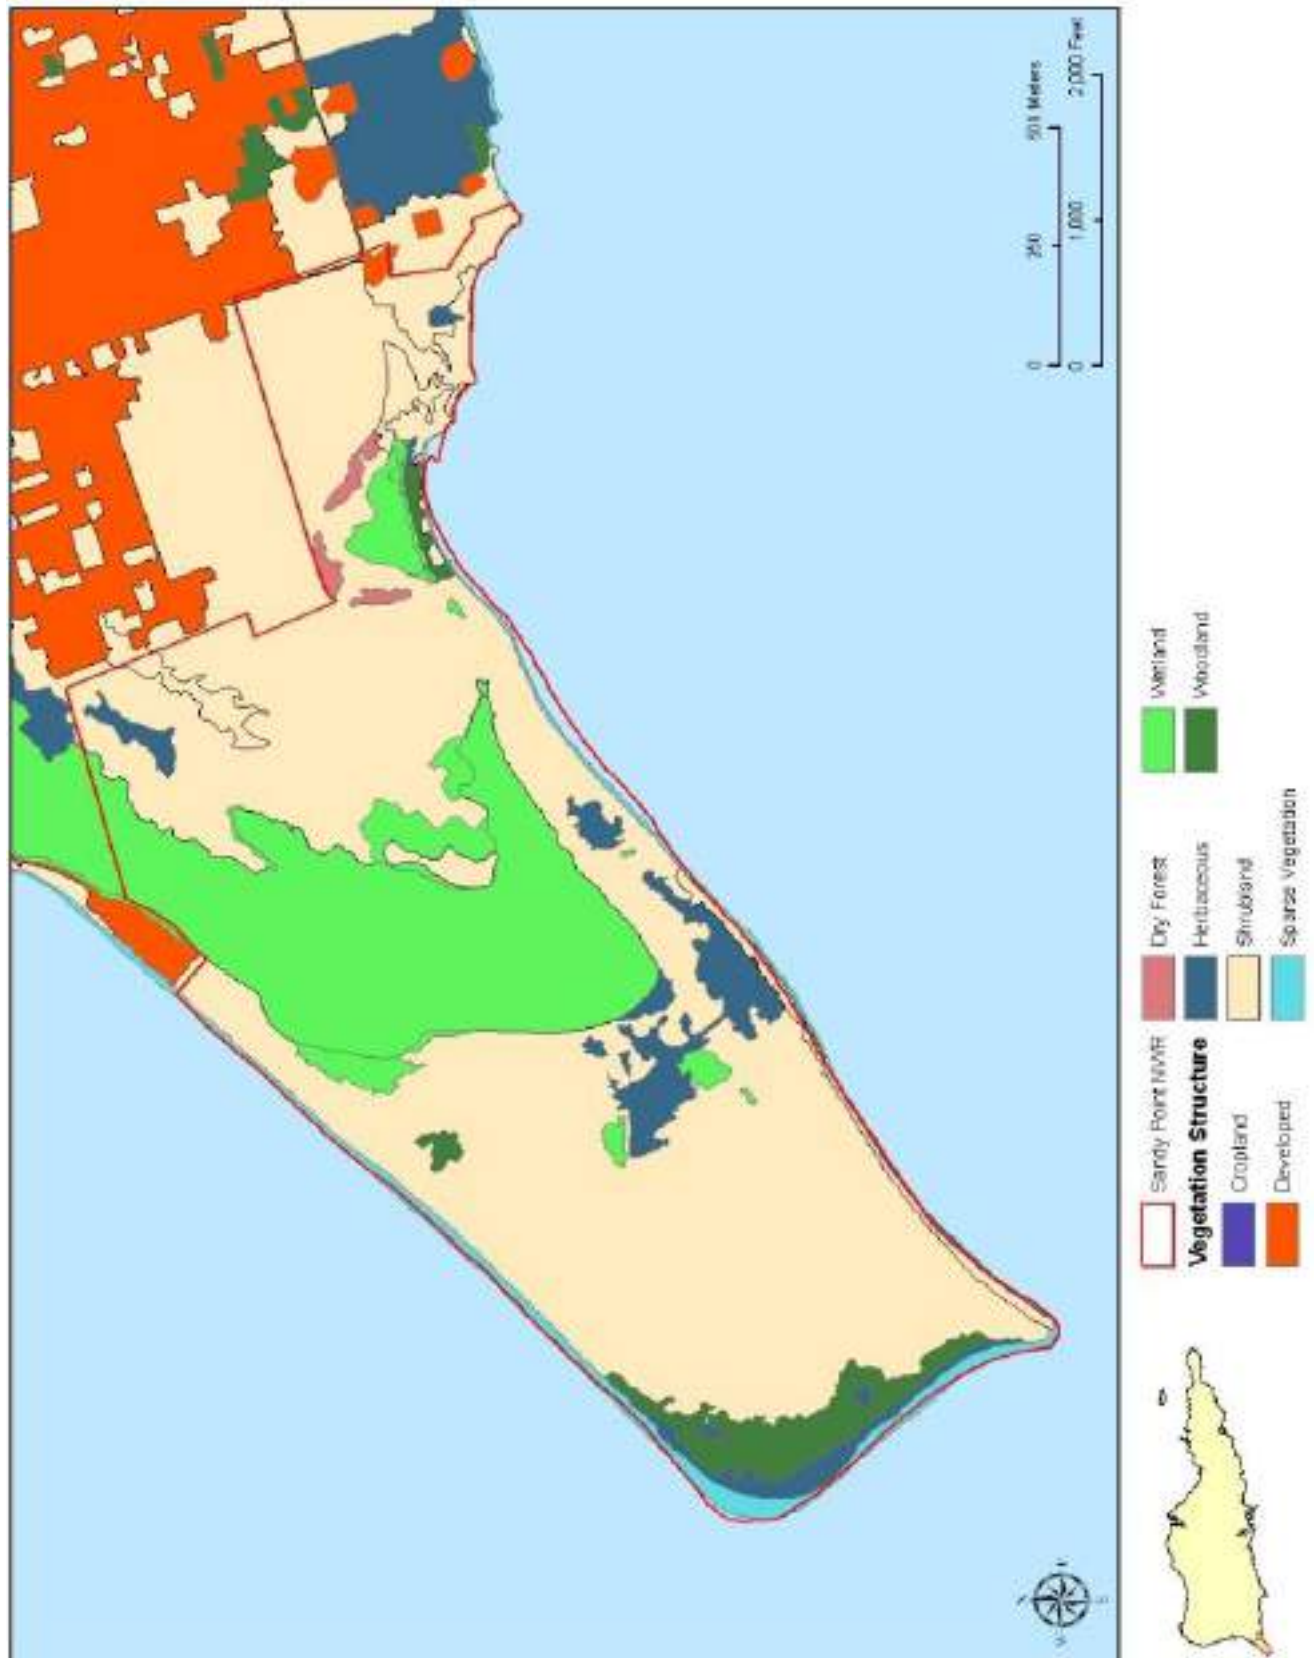 501 Meters
2,000 Feet
250
1,000
0
0
Sandy Point NWR
Vegetation Structure
Cropland
Developed
Dry Forest
Herbaceous
Shrubland
Sparse Vegetation
Wetland
Woodland